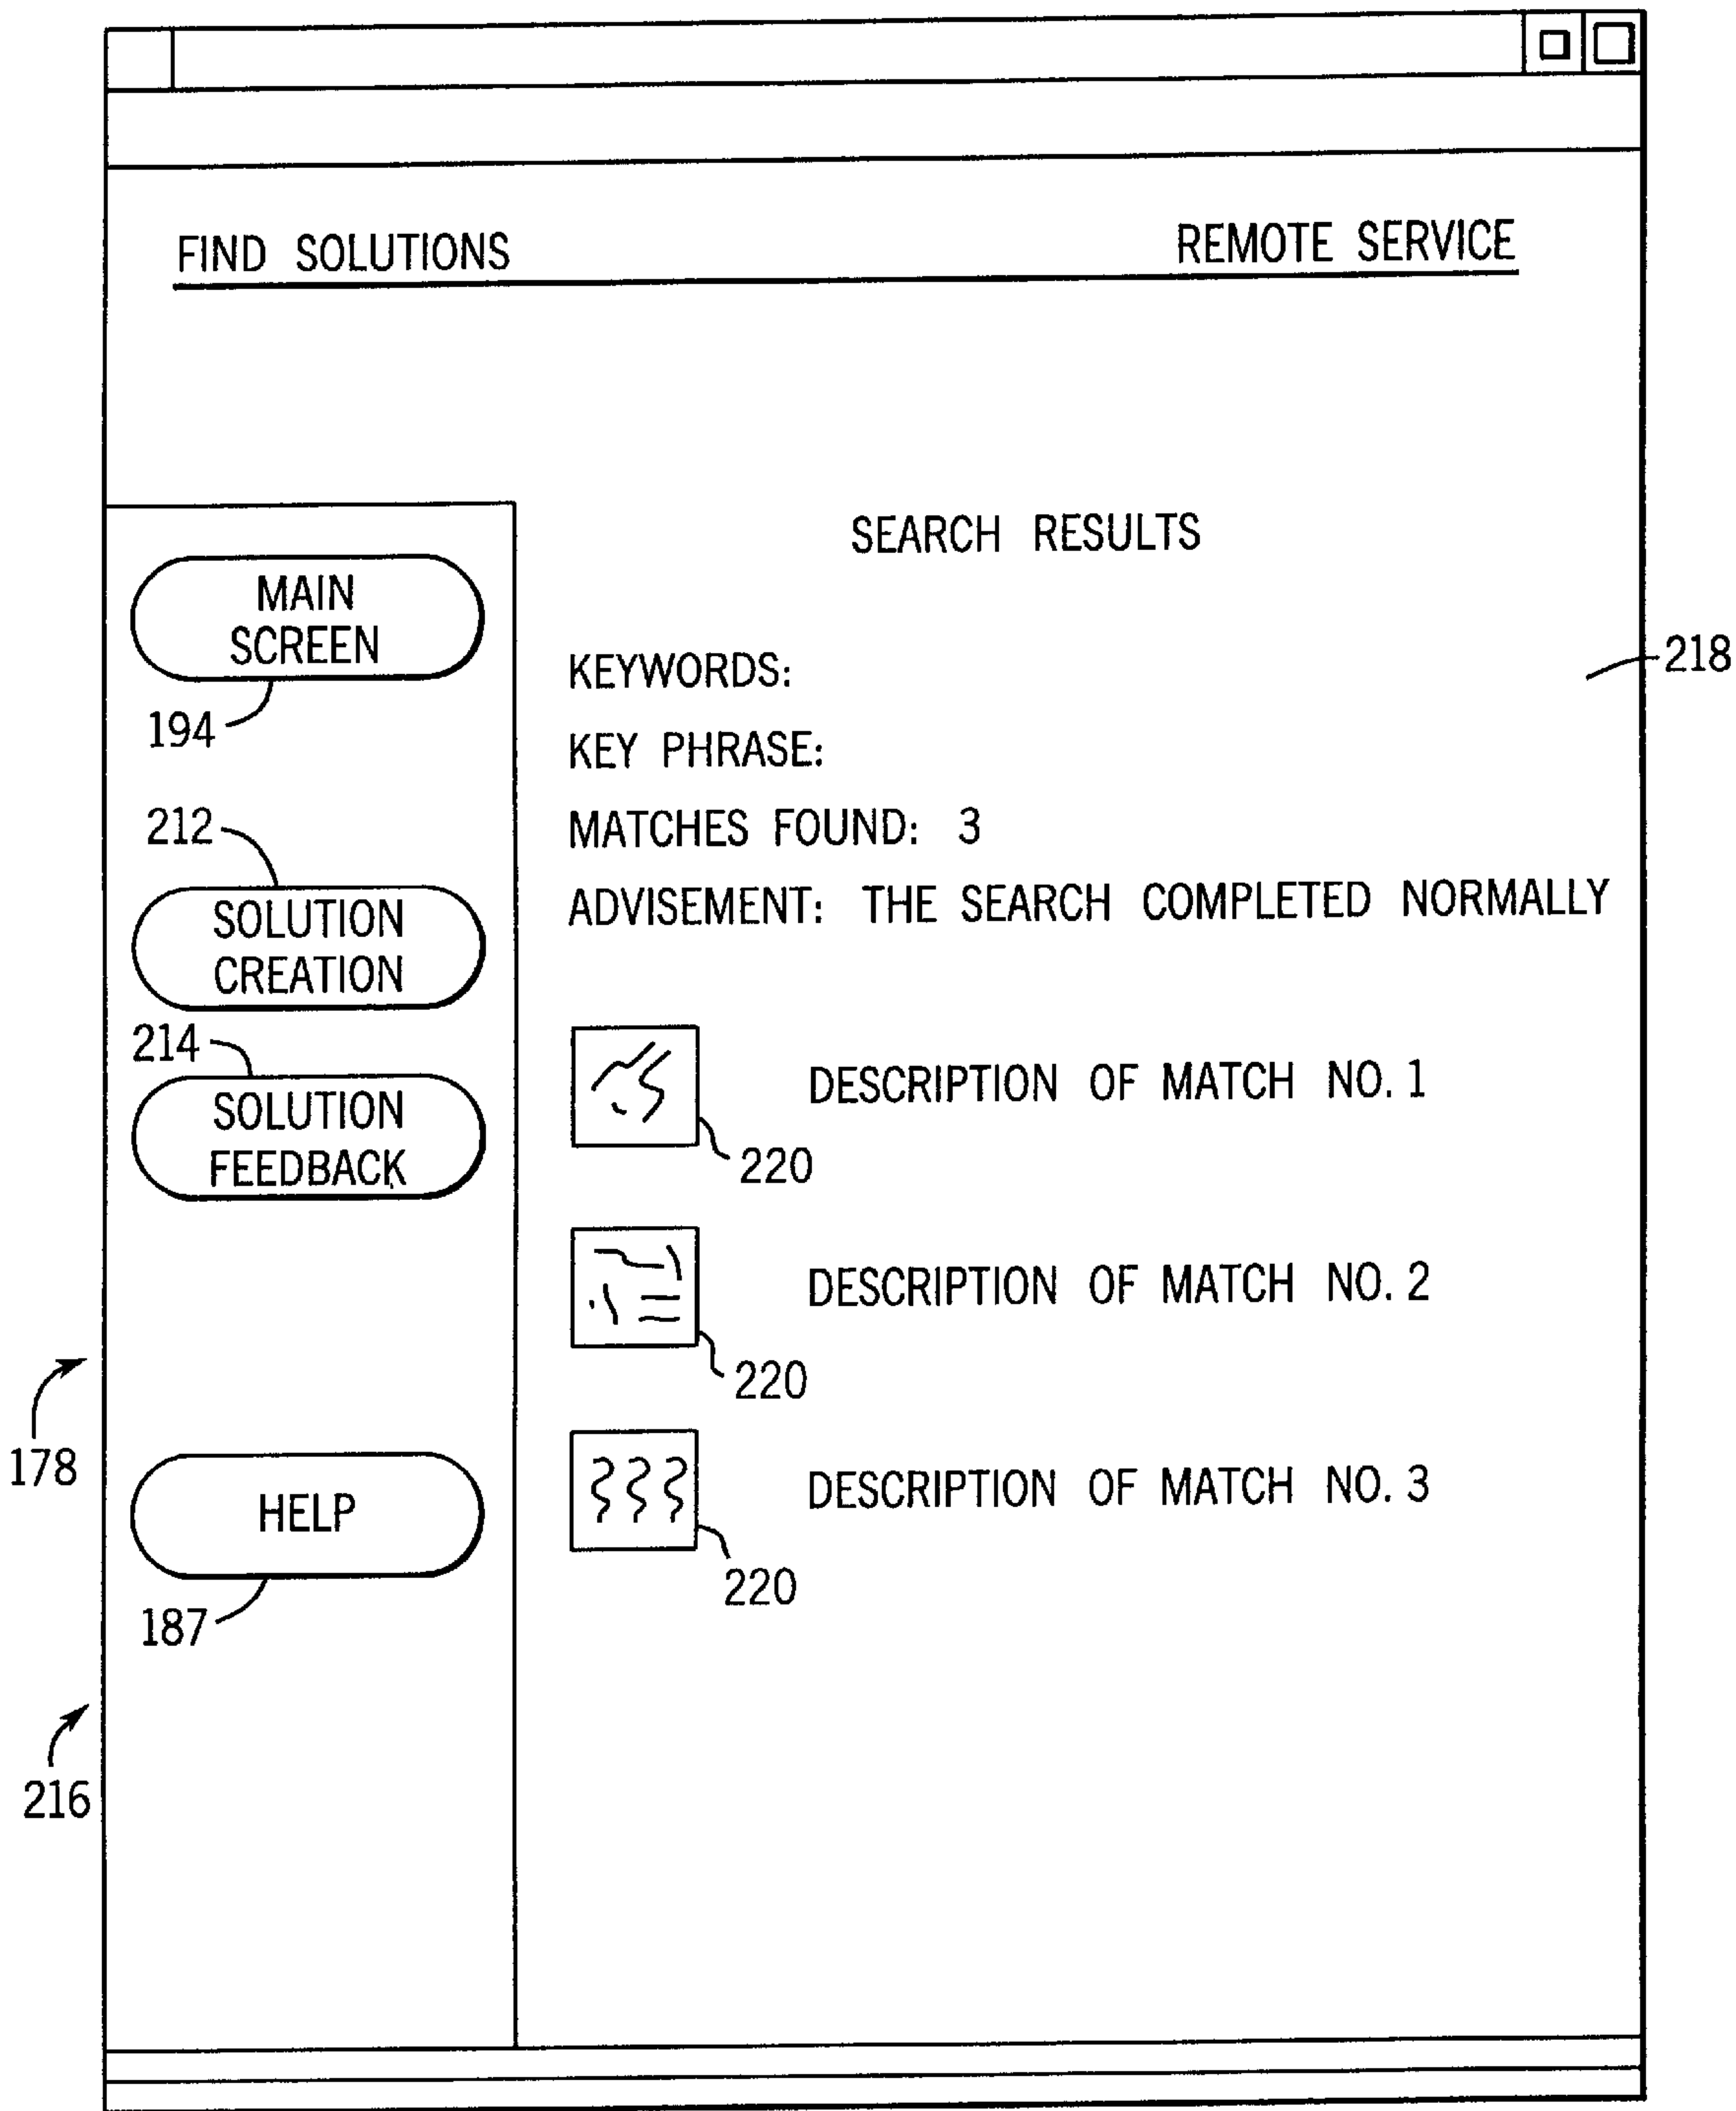 FIND SOLUTIONS
REMOTE SERVICE
MAIN
SCREEN
194
212
SOLUTION
CREATION
214
SOLUTION
FEEDBACK
178
HELP
187
216
SEARCH RESULTS
KEYWORDS:
218
KEY PHRASE:
MATCHES FOUND: 3
ADVISEMENT: THE SEARCH COMPLETED NORMALLY
DESCRIPTION OF MATCH NO. 1
220
DESCRIPTION OF MATCH NO. 2
220
DESCRIPTION OF MATCH NO. 3
220